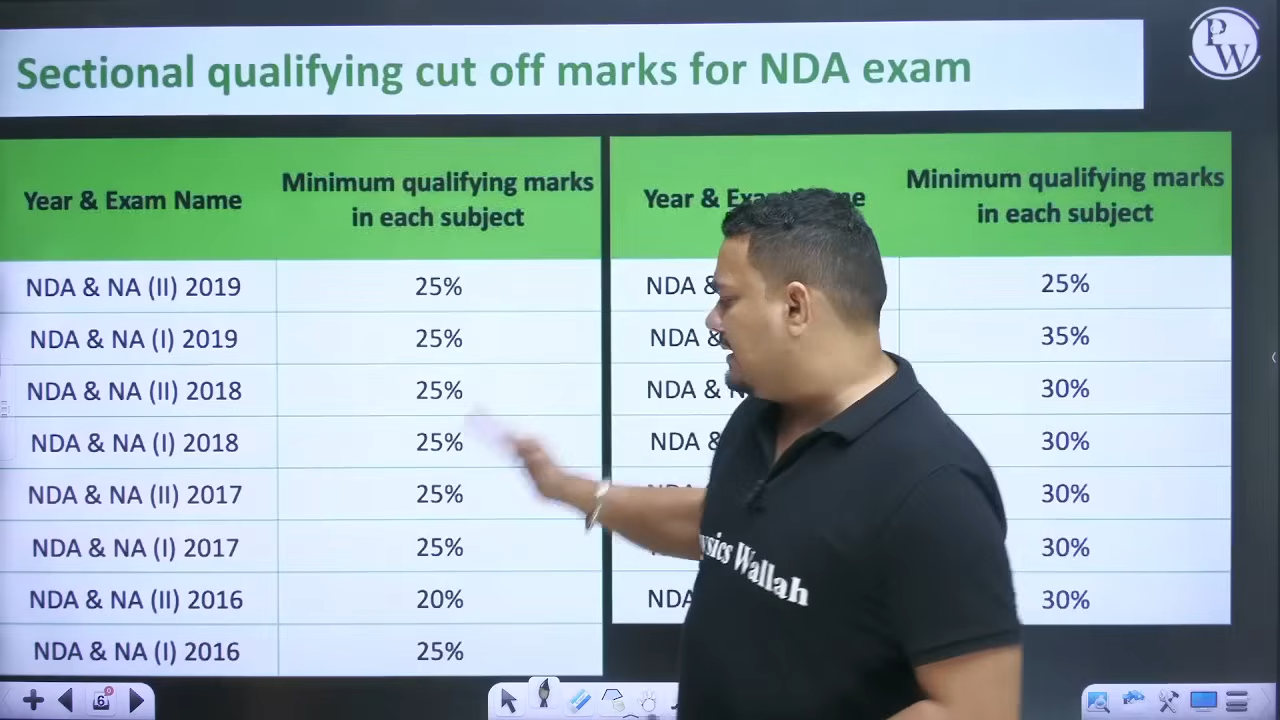 Sectional qualifying cut off marks for NDA exam
PW
Year & Exam Name
Minimum qualifying marks
in each subject
NDA & NA (II) 2019
25%
NDA & NA (I) 2019
25%
NDA & NA (II) 2018
25%
NDA & NA (I) 2018
25%
NDA & NA (II) 2017
25%
NDA & NA (I) 2017
25%
NDA & NA (II) 2016
20%
NDA & NA (I) 2016
25%
Year &
Minimum qualifying marks
in each subject
NDA &
25%
NDA &
35%
NDA &
30%
NDA &
30%
30%
30%
NDA
30%
Wallah
6